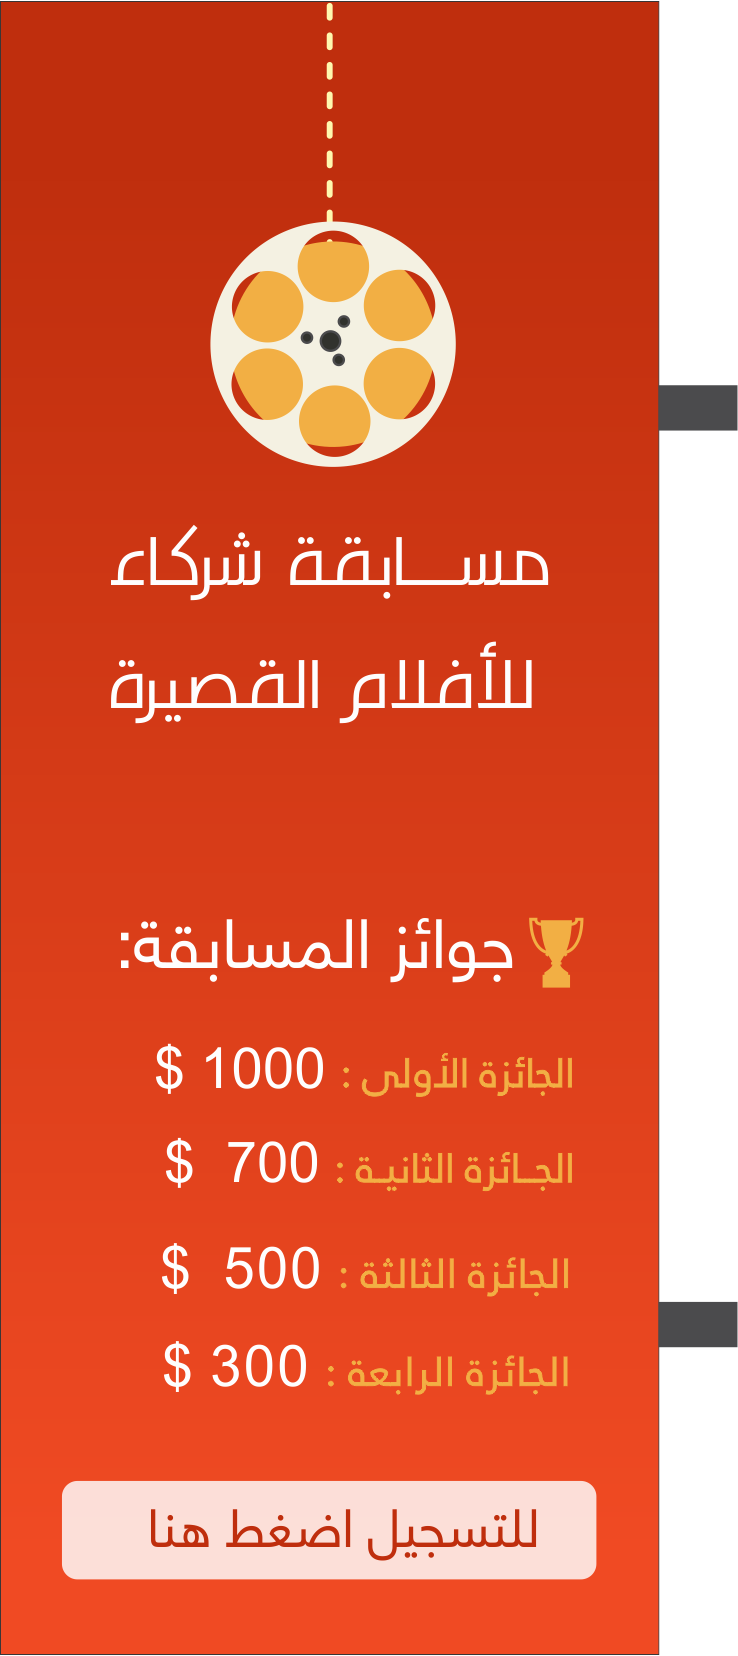 مســـابقة شركاء
للأفلام القصيرة
جوائز المسابقة:
الجائزة الأولى : 1000 $
الجــائزة الثانيـة : 700 $
الجائزة الثالثة : 500 $
الجائزة الرابعة : 300 $
للتسجيل اضغط هنا